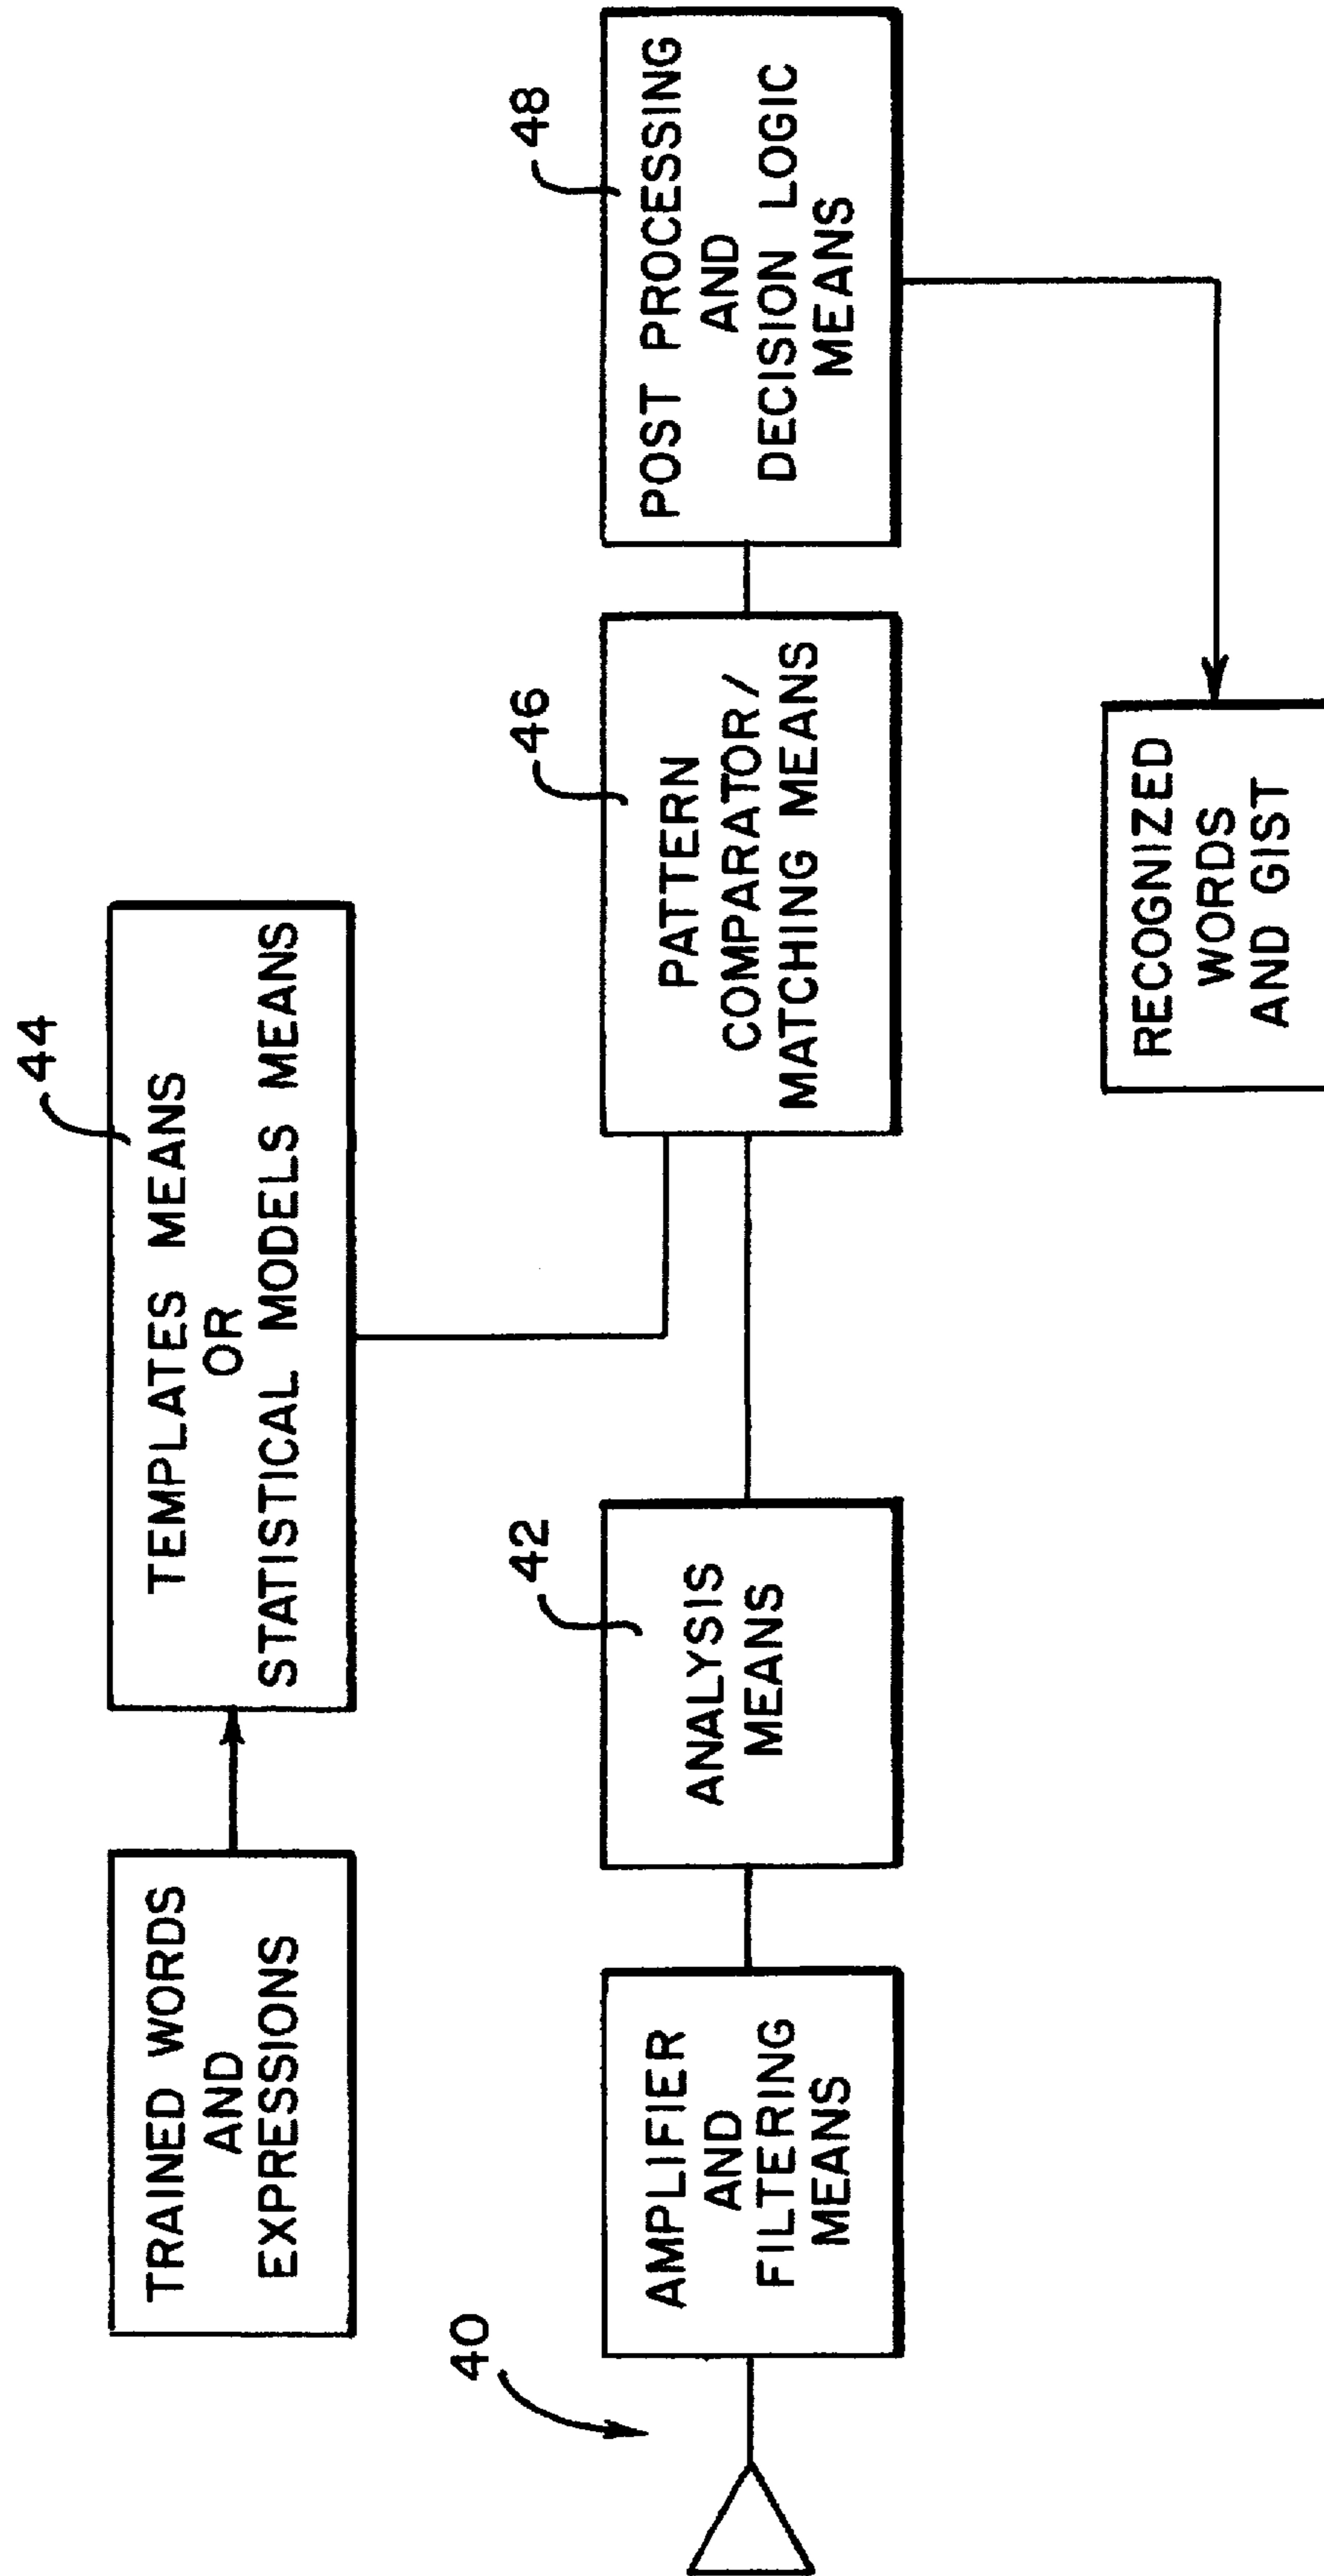 TRAINED WORDS
AND
EXPRESSIONS
44
TEMPLATES MEANS
OR
STATISTICAL MODELS MEANS
40
AMPLIFIER
AND
FILTERING
MEANS
42
ANALYSIS
MEANS
46
PATTERN
COMPARATOR/
MATCHING MEANS
48
POST PROCESSING
AND
DECISION LOGIC
MEANS
RECOGNIZED
WORDS
AND GIST